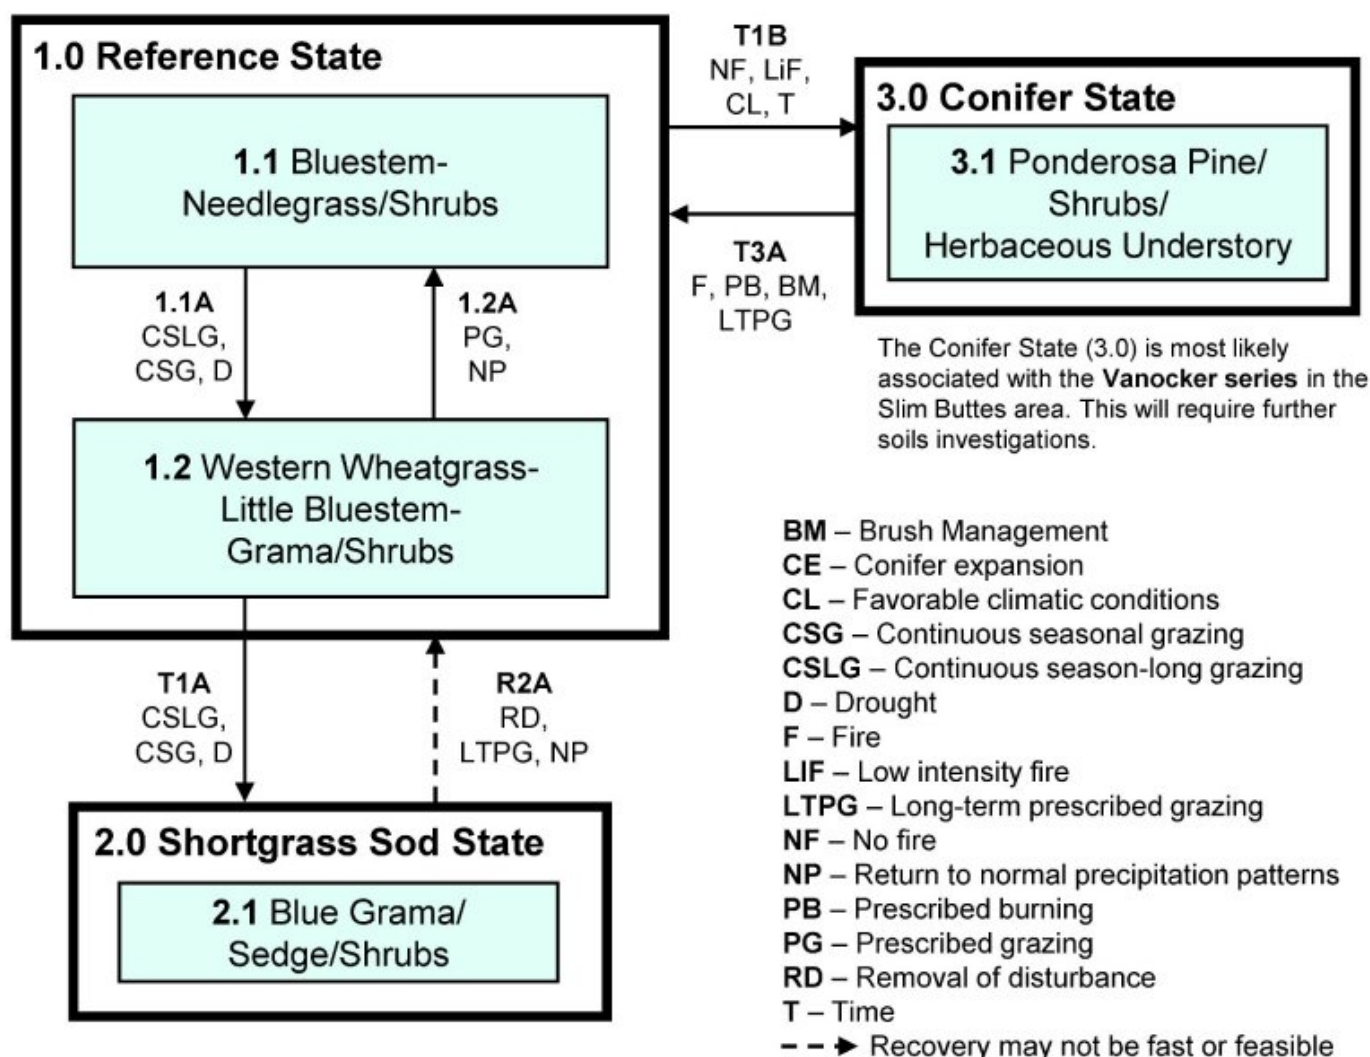 1.0 Reference State
1.1 Bluestem-
Needlegrass/Shrubs
1.1A
CSLG,
CSG, D
1.2A
PG,
NP
1.2 Western Wheatgrass-
Little Bluestem-
Grama/Shrubs
T1B
NF, LiF,
CL, T
T3A
F, PB, BM,
LTPG
3.0 Conifer State
3.1 Ponderosa Pine/
Shrubs/
Herbaceous Understory
The Conifer State (3.0) is most likely
associated with the Vanocker series in the
Slim Buttes area. This will require further
soils investigations.
T1A
CSLG,
CSG, D
R2A
RD,
LTPG, NP
2.0 Shortgrass Sod State
2.1 Blue Grama/
Sedge/Shrubs
BM – Brush Management
CE – Conifer expansion
CL – Favorable climatic conditions
CSG – Continuous seasonal grazing
CSLG – Continuous season-long grazing
D – Drought
F – Fire
LIF – Low intensity fire
LTPG – Long-term prescribed grazing
NF – No fire
NP – Return to normal precipitation patterns
PB – Prescribed burning
PG – Prescribed grazing
RD – Removal of disturbance
T – Time
Recovery may not be fast or feasible